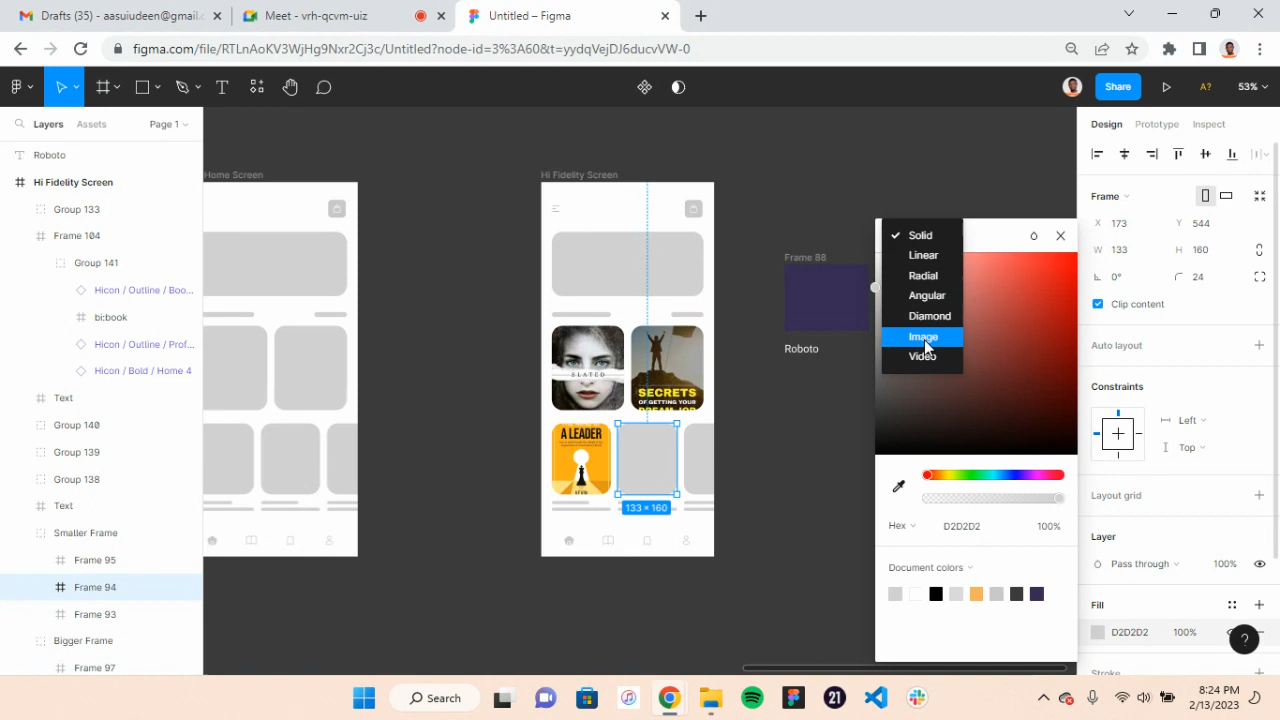 Drafts (35) - aasuiudeen@gmail.c
Meet - vrh-qcvm-uiz
Untitled – Figma
figma.com/file/RTLnAoKV3WjHg9Nxr2Cj3c/Untitled?node-id=3%3A60&t=yydqVejDJ6ducvVW-0
Share
A?
53%
Layers
Assets
Page 1
Design
Prototype
Inspect
Roboto
Hi Fidelity Screen
Group 133
Frame 104
Group 141
Hicon / Outline / Boo...
bi:book
Hicon / Outline / Prof...
Hicon / Bold / Home 4
Text
Group 140
Group 139
Group 138
Text
Smaller Frame
Frame 95
Frame 94
Frame 93
Bigger Frame
Frame 97
Home Screen
Hi Fidelity Screen
SLATED
SECRETS
OF GETTING YOUR
DREAM JOB
A LEADER
133 × 160
Frame 88
Roboto
Solid
Linear
Radial
Angular
Diamond
Image
Video
Hex
D2D2D2
100%
Document colors
Frame
X 173
Y 544
W 133
H 160
0°
24
Clip content
Auto layout
Constraints
Left
Top
Layout grid
Layer
Pass through
100%
Fill
D2D2D2
100%
?
Stroke
Search
21
8:24 PM
2/13/2023